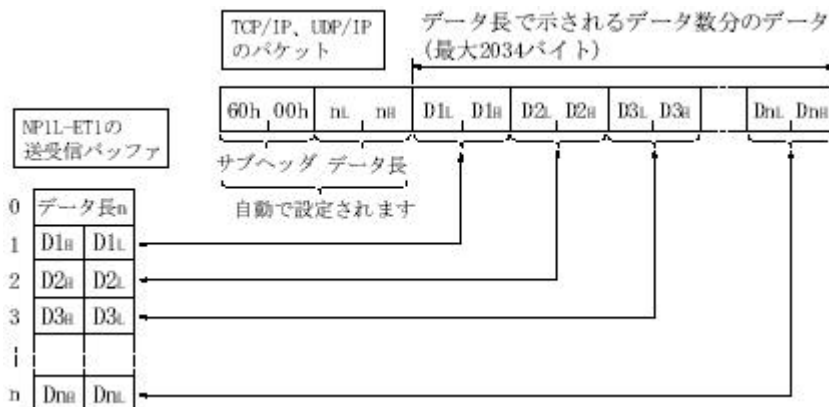 TCP/IP、UDP/IP
のパケット
データ長で示されるデータ数分のデータ
(最大2034バイト)
60h 00h nL nH D1L D1H D2L D2H D3L D3H DnL DnH
サブヘッダ データ長
自動で設定されます
NP1L-ET1の
送受信バッファ
0 データ長n
1 D1H D1L
2 D2H D2L
3 D3H D3L
n DnH DnL